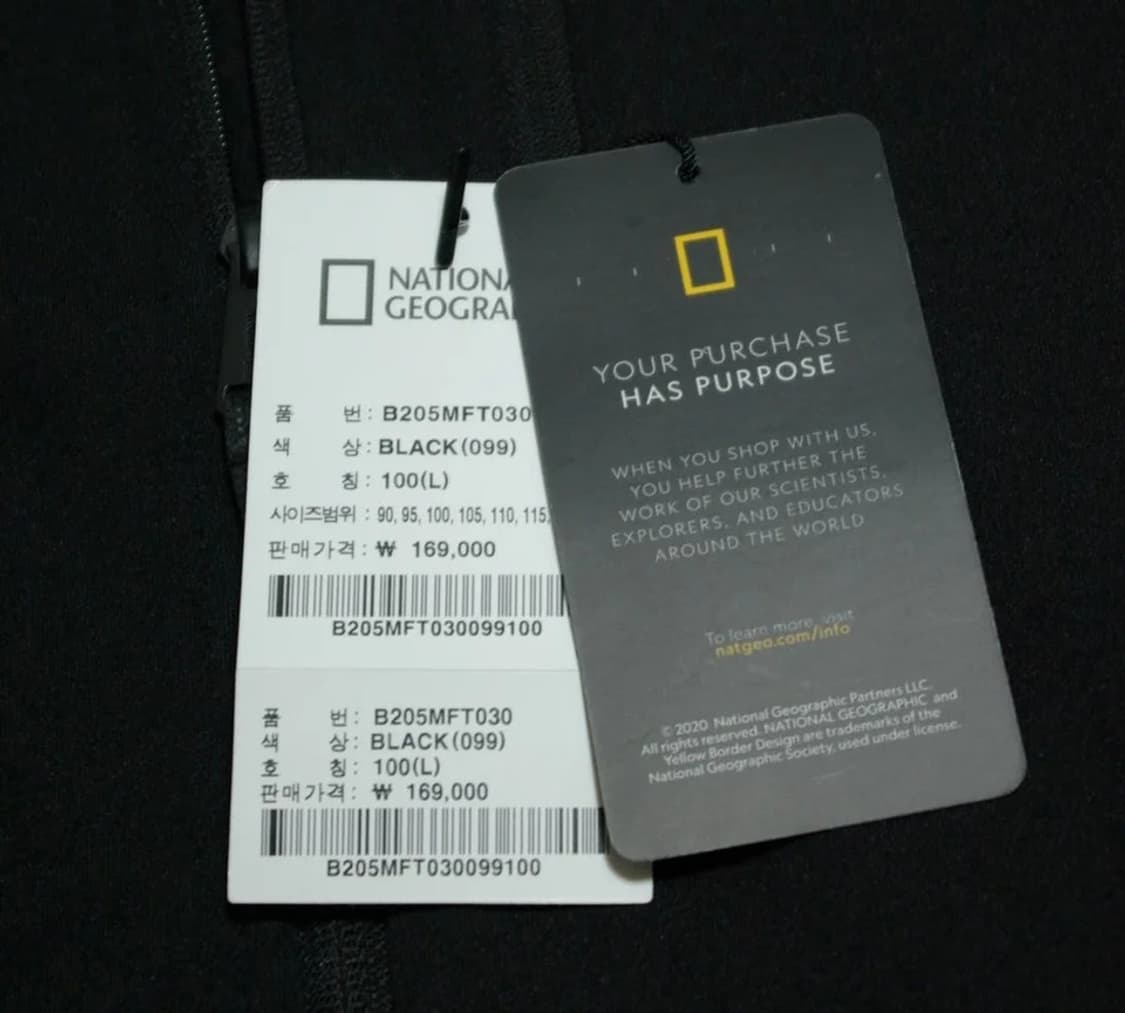 NATION
GEOGRA
품 번 : B205MFT030
색 상 : BLACK(099)
호 칭 : 100(L)
사이즈범위 : 90, 95, 100, 105, 110, 115,
판매가격 : ₩ 169,000
B205MFT030099100
품 번 : B205MFT030
색 상 : BLACK(099)
호 칭 : 100(L)
판매가격 : ₩ 169,000
B205MFT030099100
YOUR PURCHASE
HAS PURPOSE
WHEN YOU SHOP WITH US,
YOU HELP FURTHER THE
WORK OF OUR SCIENTISTS,
EXPLORERS, AND EDUCATORS
AROUND THE WORLD
To learn more, visit
natgeo.com/info
© 2020 National Geographic Partners LLC.
All rights reserved. NATIONAL GEOGRAPHIC and
Yellow Border Design are trademarks of the
National Geographic Society, used under license.